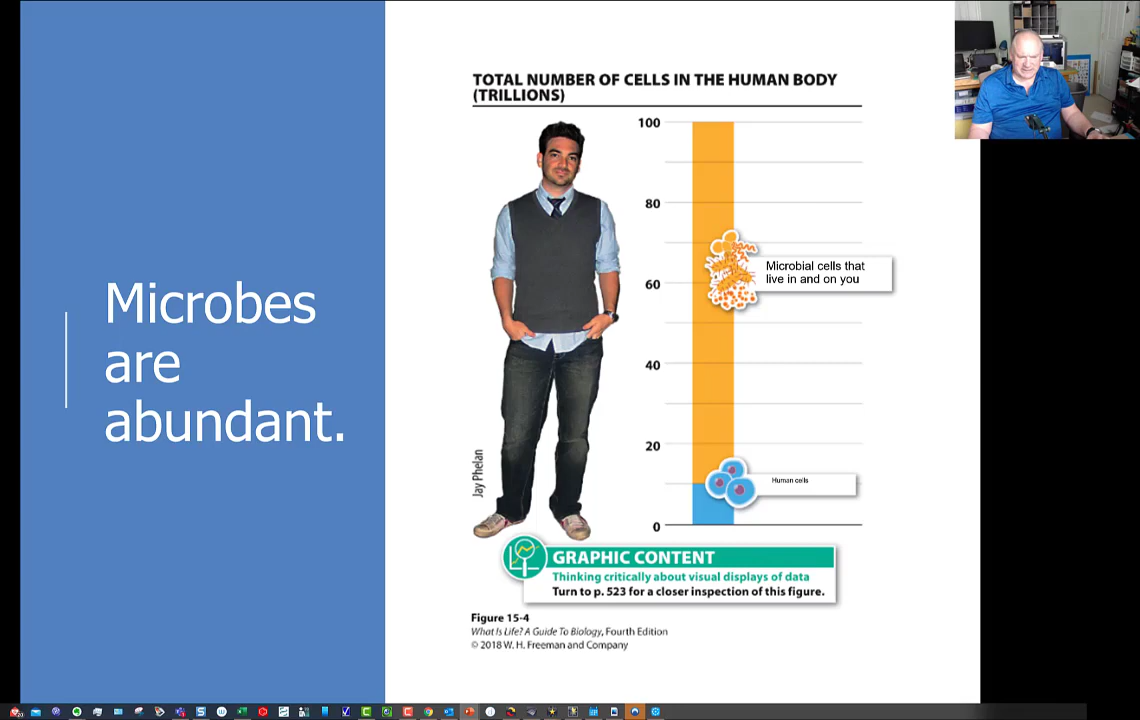 Microbes
are
abundant.
TOTAL NUMBER OF CELLS IN THE HUMAN BODY
(TRILLIONS)
100
80
60
40
20
0
Microbial cells that
live in and on you
Human cells
Jay Phelan
GRAPHIC CONTENT
Thinking critically about visual displays of data
Turn to p. 523 for a closer inspection of this figure.
Figure 15-4
What Is Life? A Guide To Biology, Fourth Edition
© 2018 W. H. Freeman and Company